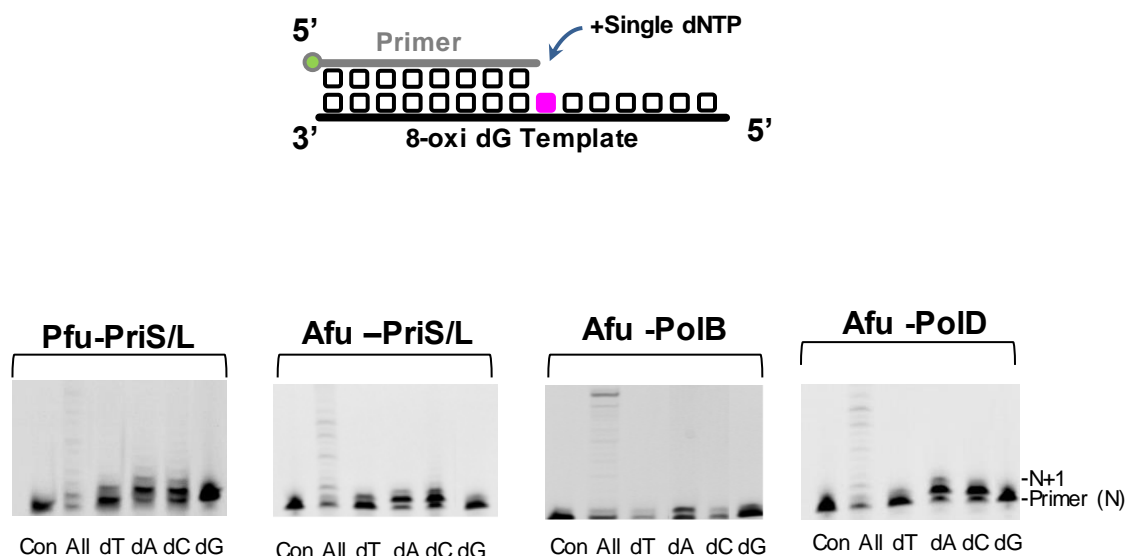 5’
Primer
+Single dNTP
3’
8-oxi dG Template
5’
Pfu-PriS/L
Afu –PriS/L
Afu -PolB
Afu -PolD
-N+1
-Primer (N)
Con All dT dA dC dG
Con All dT dA dC dG
Con All dT dA dC dG
Con All dT dA dC dG